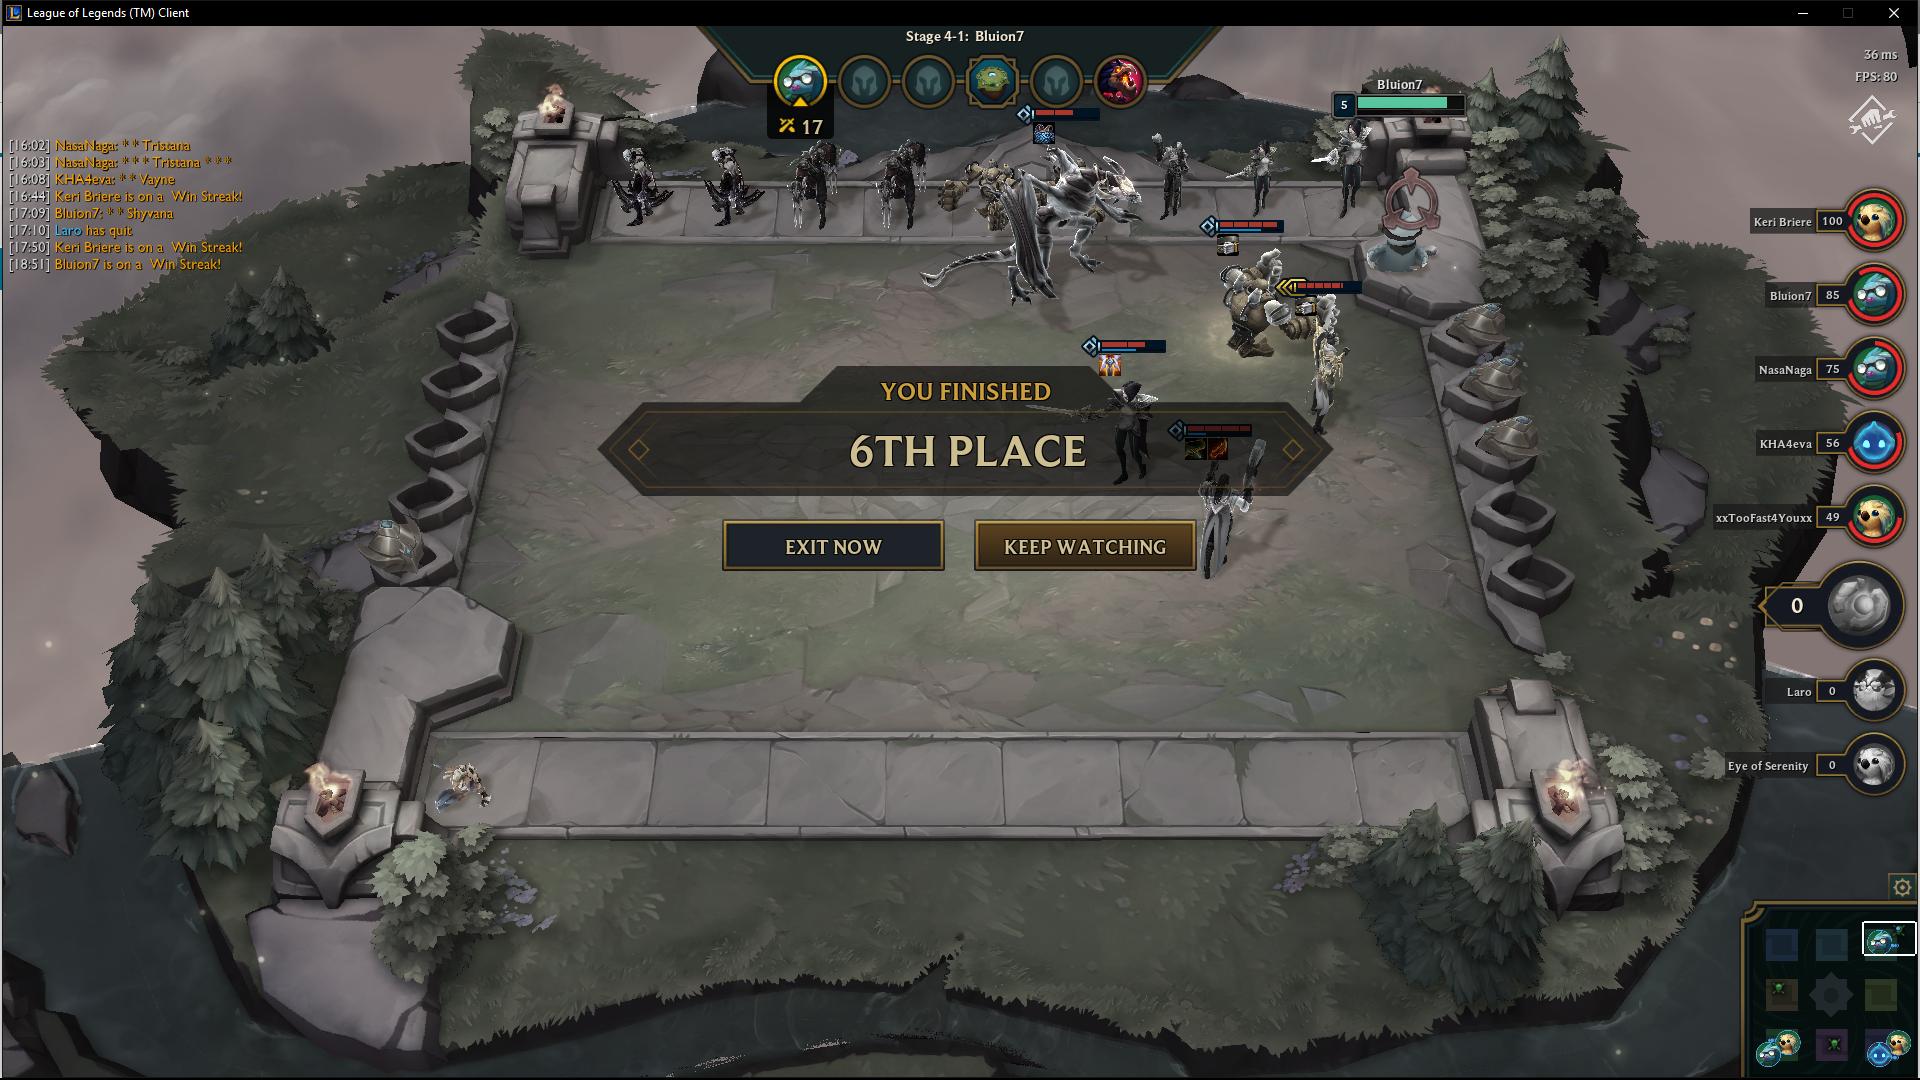 League of Legends (TM) Client
Stage 4-1: Bluion7
17
36 ms
FPS: 80
Bluion7
5
[16:02] NasaNaga: * * Tristana
[16:03] NasaNaga: * * * Tristana * * *
[16:08] KHA4eva: * * Vayne
[16:44] Keri Briere is on a  Win Streak!
[17:09] Bluion7: * * Shyvana
[17:10] Laro has quit
[17:50] Keri Briere is on a  Win Streak!
[18:51] Bluion7 is on a  Win Streak!
YOU FINISHED
6TH PLACE
EXIT NOW
KEEP WATCHING
Keri Briere 100
Bluion7 85
NasaNaga 75
KHA4eva 56
xxTooFast4Youxx 49
0
Laro 0
Eye of Serenity 0